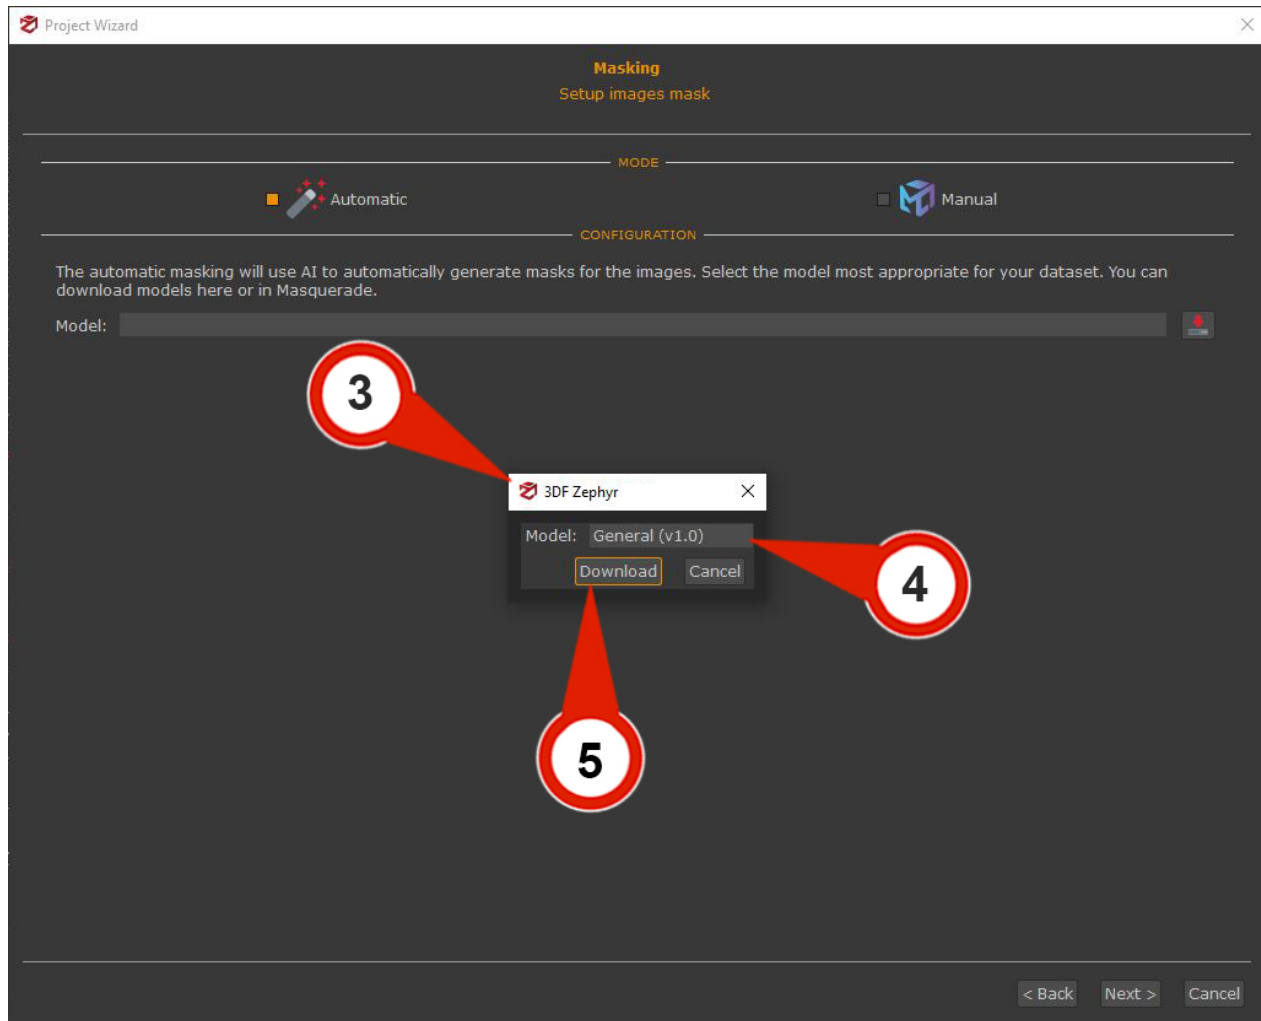 Project Wizard
Masking
Setup images mask
MODE
Automatic
Manual
CONFIGURATION
The automatic masking will use AI to automatically generate masks for the images. Select the model most appropriate for your dataset. You can
download models here or in Masquerade.
Model:
3
3DF Zephyr
Model: General (v1.0)
Download Cancel
4
5
< Back Next > Cancel